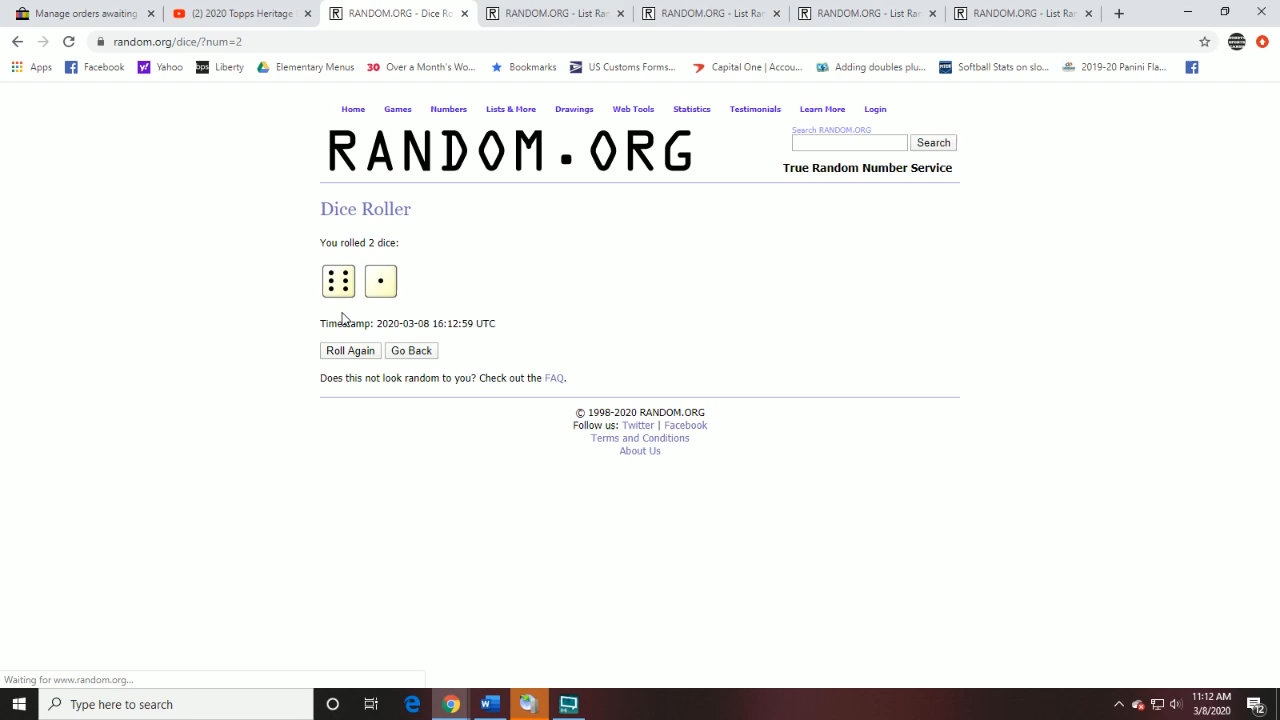 Manage orders awaiting
(2) 2020 Topps Heritage
RANDOM.ORG - Dice Ro
RANDOM.ORG - List Ran
RANDOM.ORG - List Ran
RANDOM.ORG - List Ran
RANDOM.ORG - List Ran
random.org/dice/?num=2
Apps
Facebook
Yahoo
bps Liberty
Elementary Menus
30 Over a Month's Wo...
Bookmarks
US Customs Forms...
Capital One | Accou...
Adding doubles plu...
Softball Stats on slo...
2019-20 Panini Fla...
Home Games Numbers Lists & More Drawings Web Tools Statistics Testimonials Learn More Login
RANDOM.ORG
Search RANDOM.ORG
Search
True Random Number Service
Dice Roller
You rolled 2 dice:
Timestamp: 2020-03-08 16:12:59 UTC
Roll Again Go Back
Does this not look random to you? Check out the FAQ.
© 1998-2020 RANDOM.ORG
Follow us: Twitter | Facebook
Terms and Conditions
About Us
Waiting for www.random.org...
Type here to search
11:12 AM
3/8/2020
12